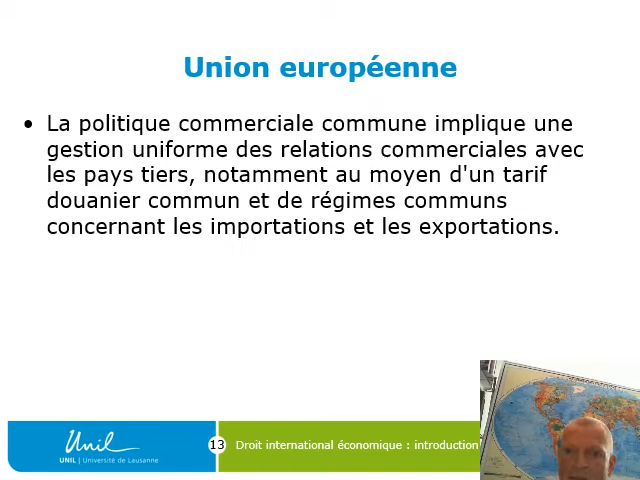 Union européenne
• La politique commerciale commune implique une
gestion uniforme des relations commerciales avec
les pays tiers, notamment au moyen d'un tarif
douanier commun et de régimes communs
concernant les importations et les exportations.
Unil
UNIL | Université de Lausanne
13
Droit international économique : introduction